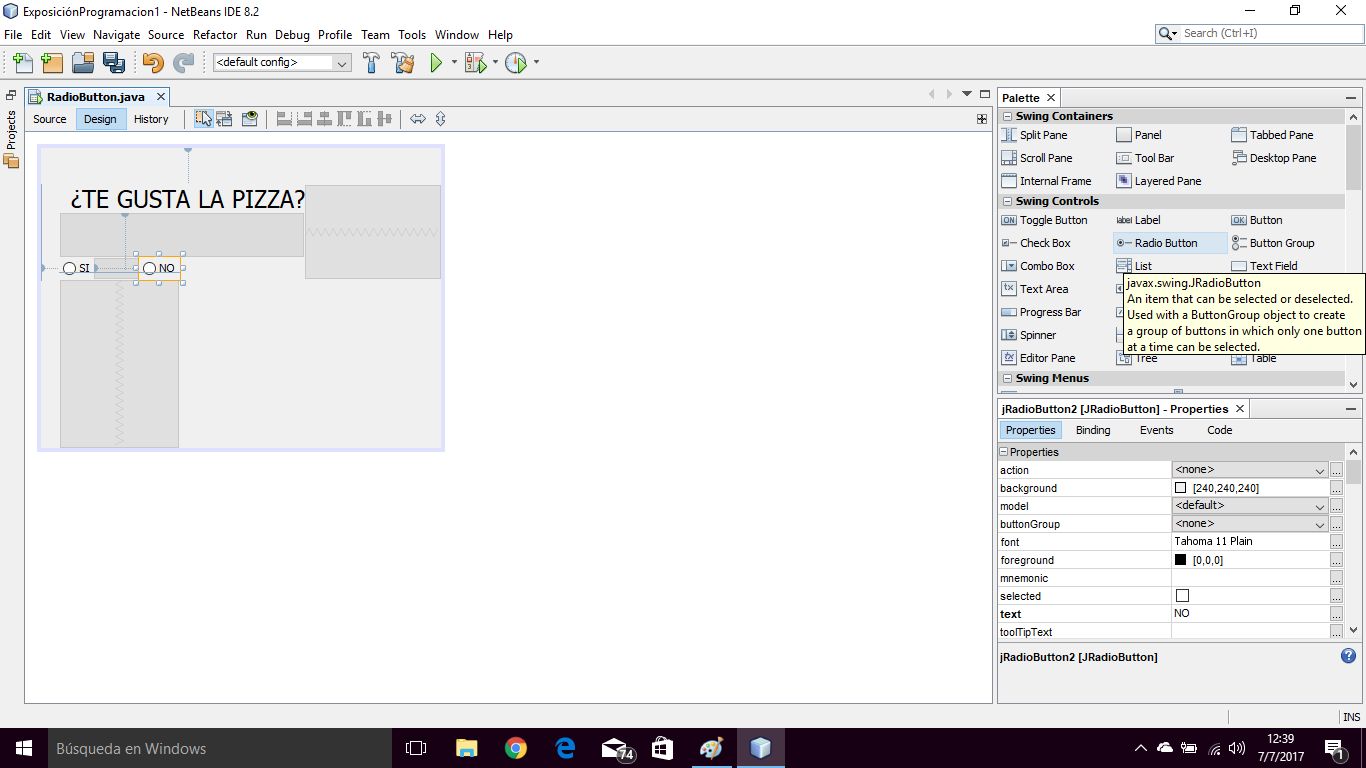 ExposiciónProgramacion1 - NetBeans IDE 8.2
File Edit View Navigate Source Refactor Run Debug Profile Team Tools Window Help
Search (Ctrl+I)
<default config>
Projects
RadioButton.java
Source Design History
¿TE GUSTA LA PIZZA?
SI NO
Palette
Swing Containers
Split Pane Panel Tabbed Pane
Scroll Pane Tool Bar Desktop Pane
Internal Frame Layered Pane
Swing Controls
Toggle Button Label Button
Check Box Radio Button Button Group
Combo Box List Text Field
Text Area
Progress Bar
Spinner
Editor Pane Tree Table
javax.swing.JRadioButton
An item that can be selected or deselected.
Used with a ButtonGroup object to create
a group of buttons in which only one button
at a time can be selected.
Swing Menus
jRadioButton2 [JRadioButton] - Properties
Properties Binding Events Code
Properties
action <none>
background [240,240,240]
model <default>
buttonGroup <none>
font Tahoma 11 Plain
foreground [0,0,0]
mnemonic
selected
text NO
toolTipText
jRadioButton2 [JRadioButton]
INS
Búsqueda en Windows
74
12:39
7/7/2017
1